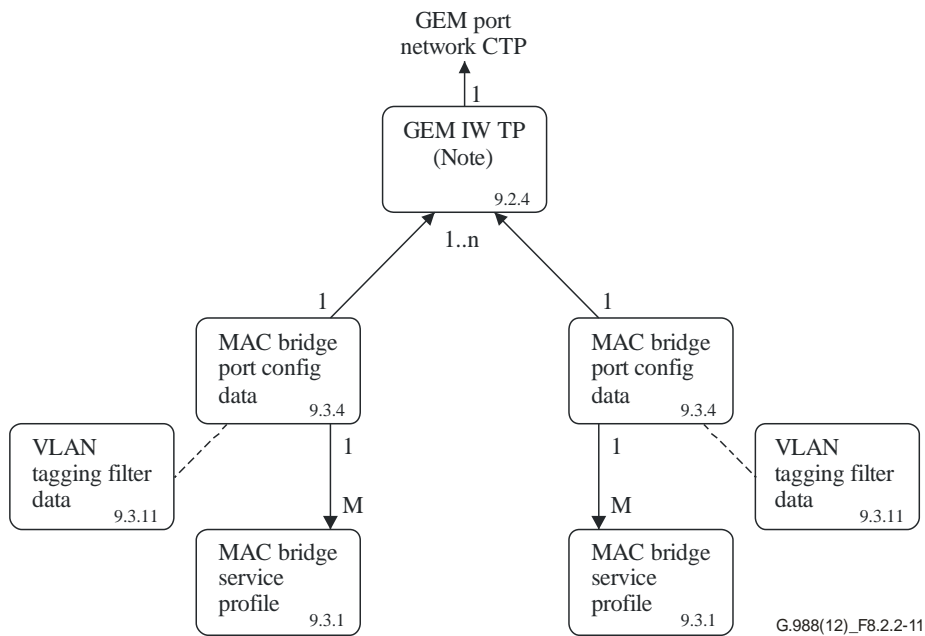 GEM port
network CTP
1
GEM IW TP
(Note)
9.2.4
1..n
1
1
MAC bridge
port config
data
9.3.4
MAC bridge
port config
data
9.3.4
VLAN
tagging filter
data
9.3.11
1
M
1
M
VLAN
tagging filter
data
9.3.11
MAC bridge
service
profile
9.3.1
MAC bridge
service
profile
9.3.1
G.988(12)_F8.2.2-11